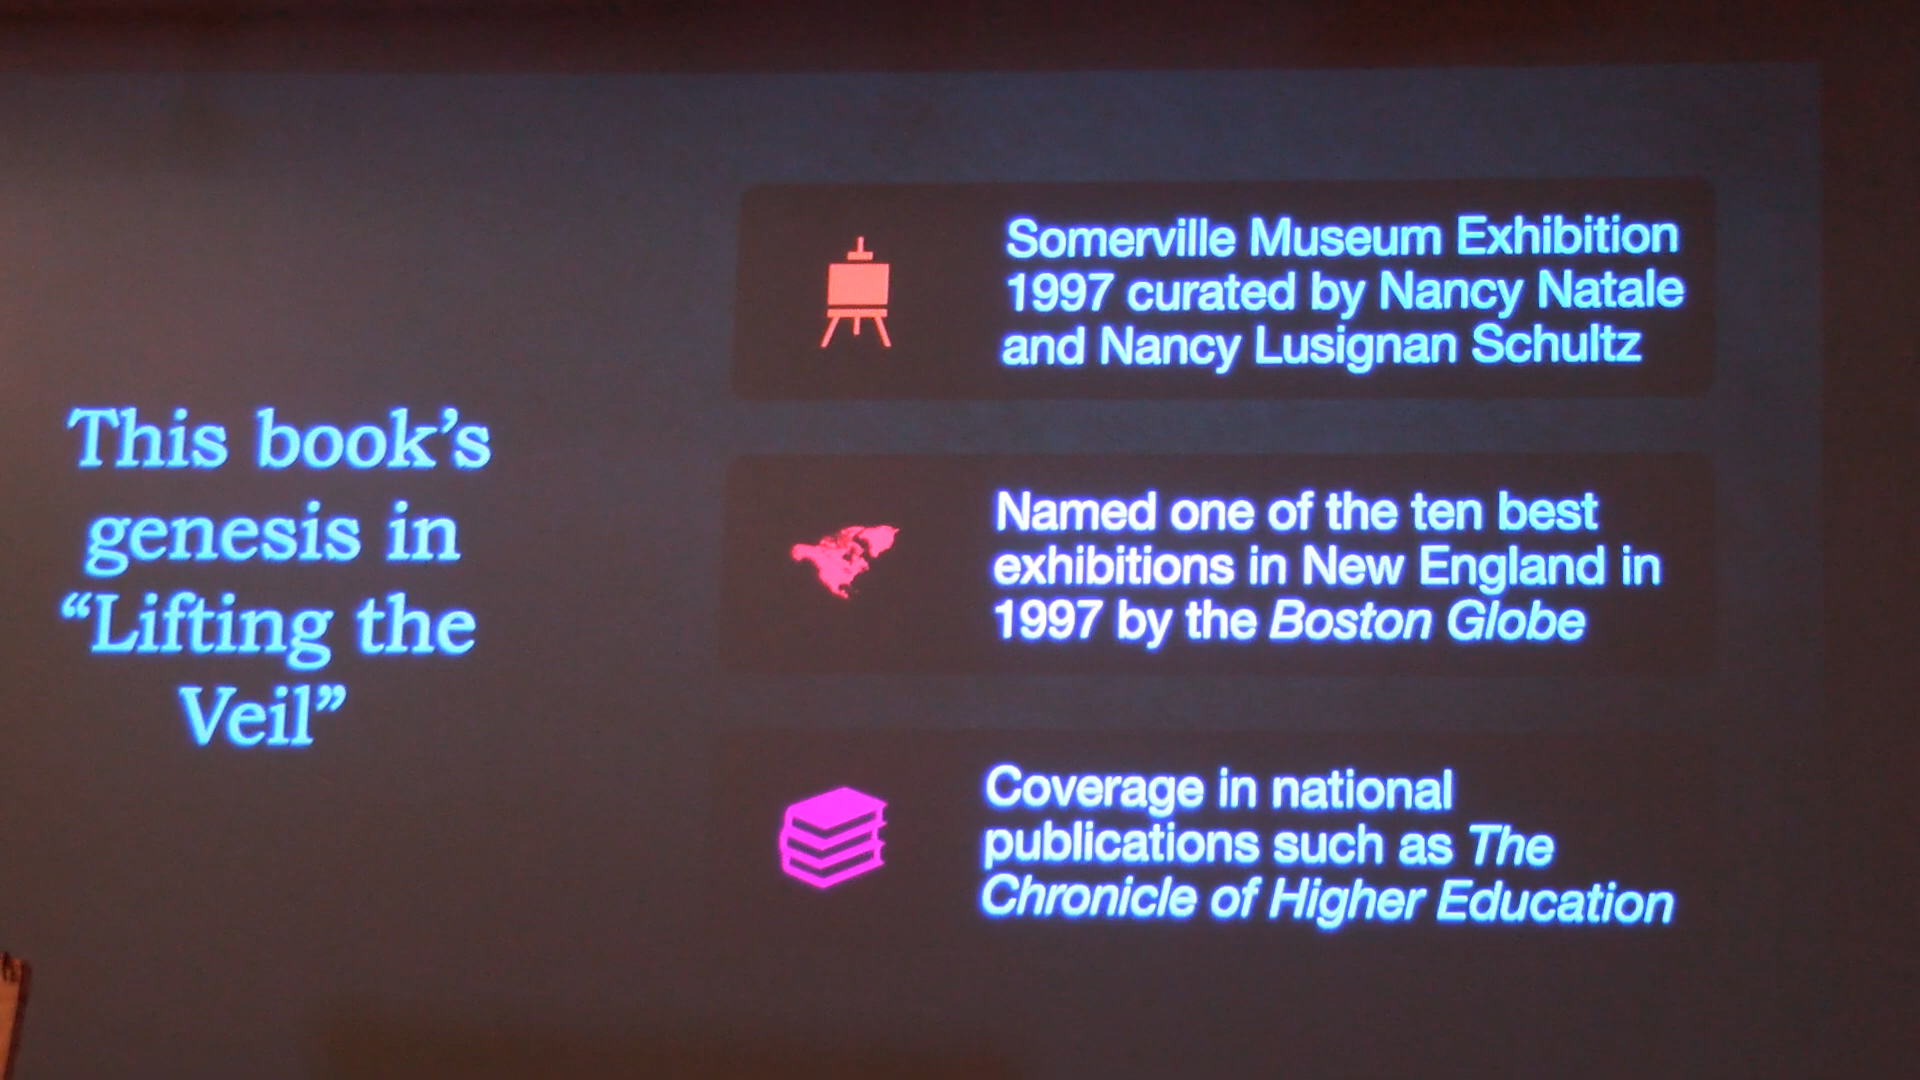 This book’s
genesis in
“Lifting the
Veil”
Somerville Museum Exhibition
1997 curated by Nancy Natale
and Nancy Lusignan Schultz
Named one of the ten best
exhibitions in New England in
1997 by the Boston Globe
Coverage in national
publications such as The
Chronicle of Higher Education